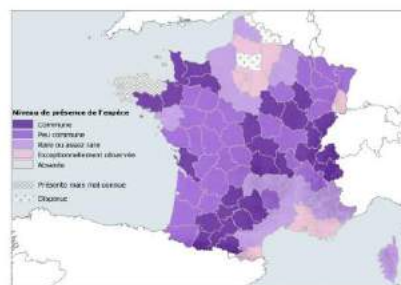 Niveau de présence de l'espèce
Commune
Peu commune
Rare ou assez rare
Exceptionnellement observée
Absente
Présente mais mal connue
Disparue